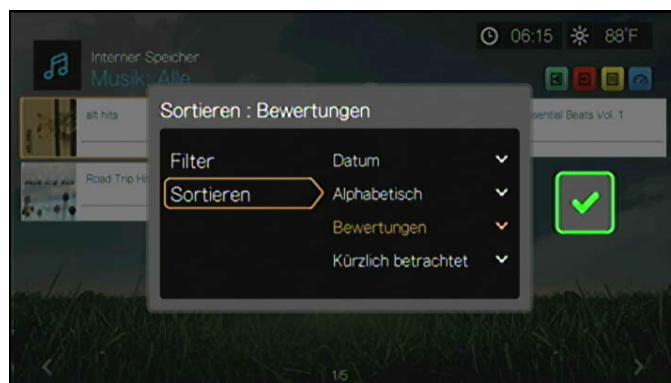 06:15 88°F
Interner Speicher
Musik: Alle
alt hits
sential Beats Vol. 1
Road Trip Hi
Sortieren : Bewertungen
Filter
Sortieren
Datum
Alphabetisch
Bewertungen
Kürzlich betrachtet
1/5